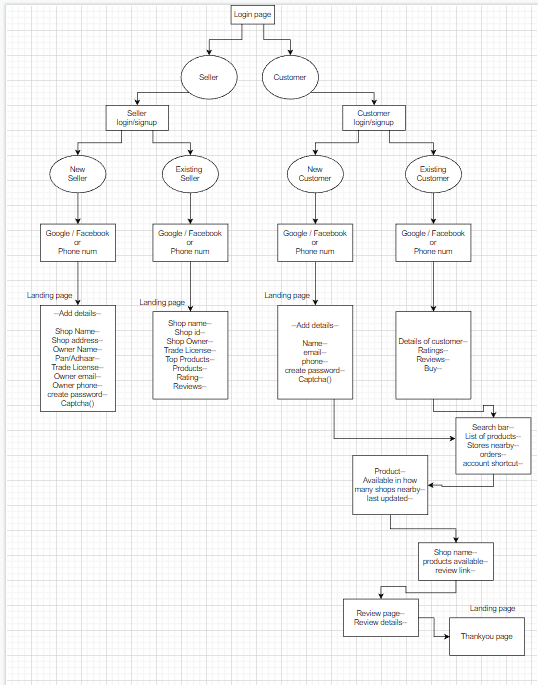 Login page
Seller
Customer
Seller
login/signup
Customer
login/signup
New
Seller
Existing
Seller
New
Customer
Existing
Customer
Google / Facebook
or
Phone num
Google / Facebook
or
Phone num
Google / Facebook
or
Phone num
Google / Facebook
or
Phone num
Landing page
--Add details--
Shop Name--
Shop address--
Owner Name--
Pan/Adhaar--
Trade License--
Owner email--
Owner phone--
create password--
Captcha()
Landing page
Shop name--
Shop id--
Shop Owner--
Trade License--
Top Products--
Products--
Rating--
Reviews--
Landing page
--Add details--
Name--
email--
phone--
create password--
Captcha()
Details of customer--
Ratings--
Reviews--
Buy--
Search bar--
List of products--
Stores nearby--
orders--
account shortcut--
Product--
Available in how
many shops nearby--
last updated--
Shop name--
products available--
review link--
Review page--
Review details--
Landing page
Thankyou page